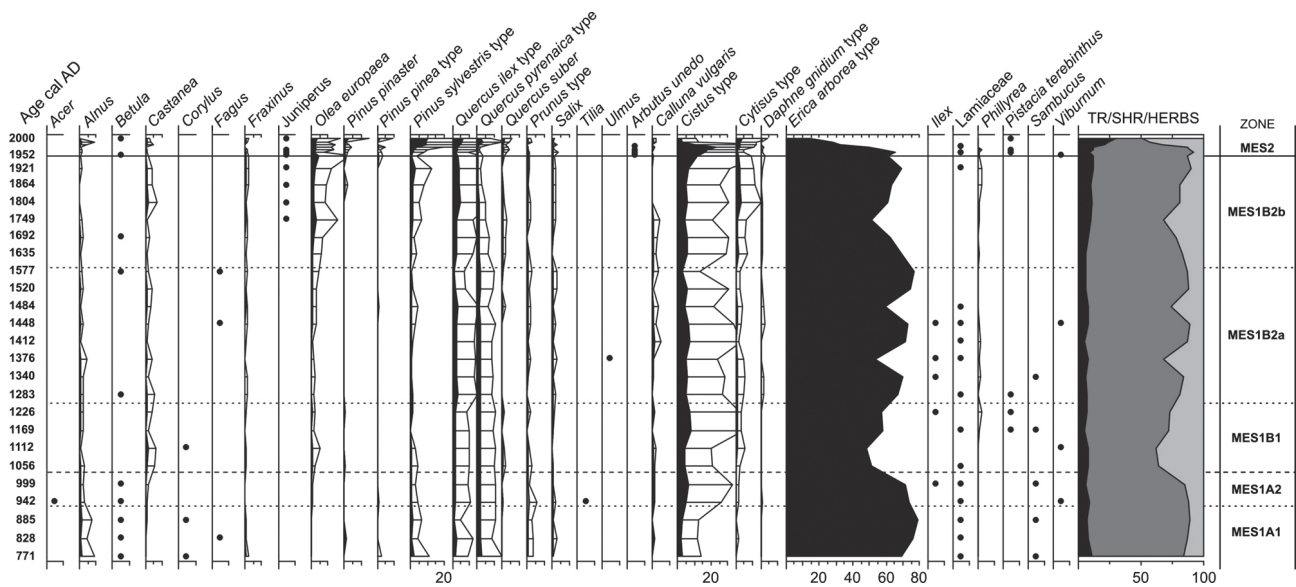 Age cal AD
Acer
Alnus
Betula
Castanea
Corylus
Fagus
Fraxinus
Juniperus
Olea europaea
Pinus pinaster
Pinus pinea type
Pinus sylvestris type
Quercus ilex type
Quercus pyrenaica type
Quercus suber
Prunus type
Salix
Tilia
Ulmus
Arbutus unedo
Calluna vulgaris
Cistus type
Cytisus type
Daphne gnidium type
Erica arborea type
Ilex
Lamiaceae
Phillyrea
Pistacia terebinthus
Sambucus
Viburnum
TR/SHR/HERBS
ZONE
2000
MES2
1952
1921
1864
1804
MES1B2b
1749
1692
1635
1577
1520
1484
1448
MES1B2a
1412
1376
1340
1283
1226
1169
MES1B1
1112
1056
999
MES1A2
942
885
828
MES1A1
771
20 20 20 40 60 80 50 100